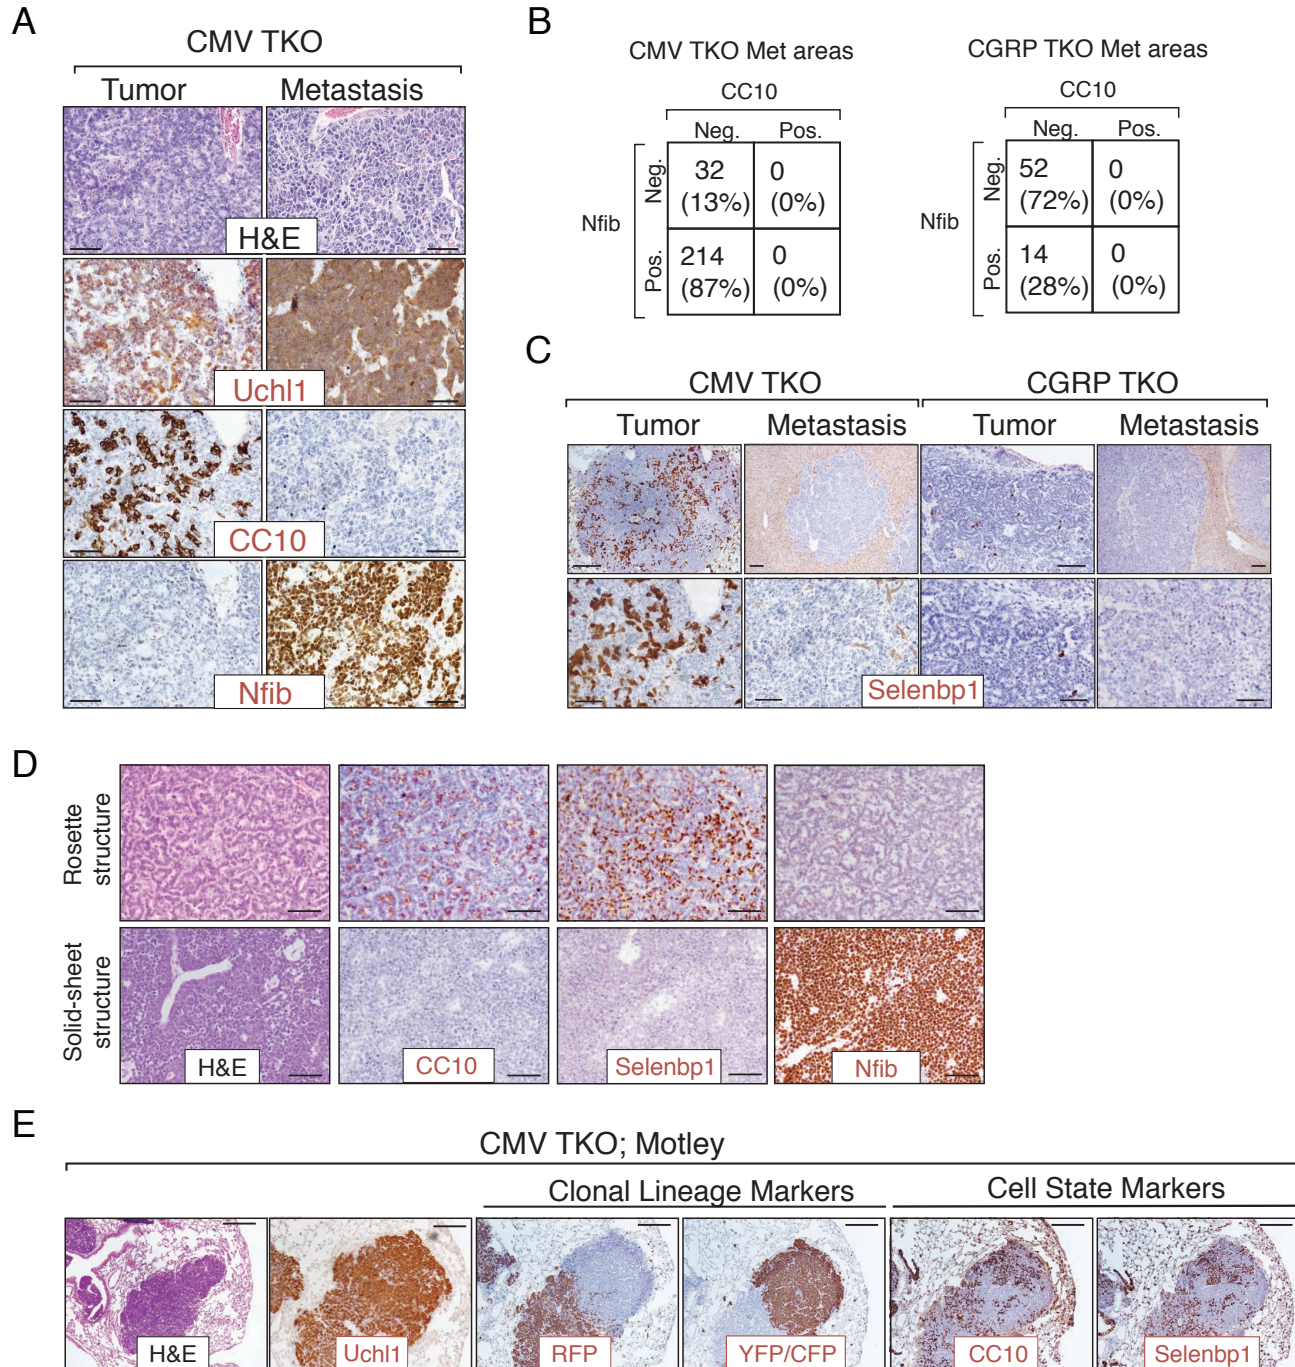 A
CMV TKO
Tumor
Metastasis
H&E
Uchl1
CC10
Nfib
B
CMV TKO Met areas
CC10
Neg.
Pos.
Nfib
Neg.
32
(13%)
0
(0%)
Pos.
214
(87%)
0
(0%)
CGRP TKO Met areas
CC10
Neg.
Pos.
Nfib
Neg.
52
(72%)
0
(0%)
Pos.
14
(28%)
0
(0%)
C
CMV TKO
CGRP TKO
Tumor
Metastasis
Tumor
Metastasis
Selenbp1
D
Rosette
structure
Solid-sheet
structure
H&E
CC10
Selenbp1
Nfib
E
CMV TKO; Motley
Clonal Lineage Markers
Cell State Markers
H&E
Uchl1
RFP
YFP/CFP
CC10
Selenbp1